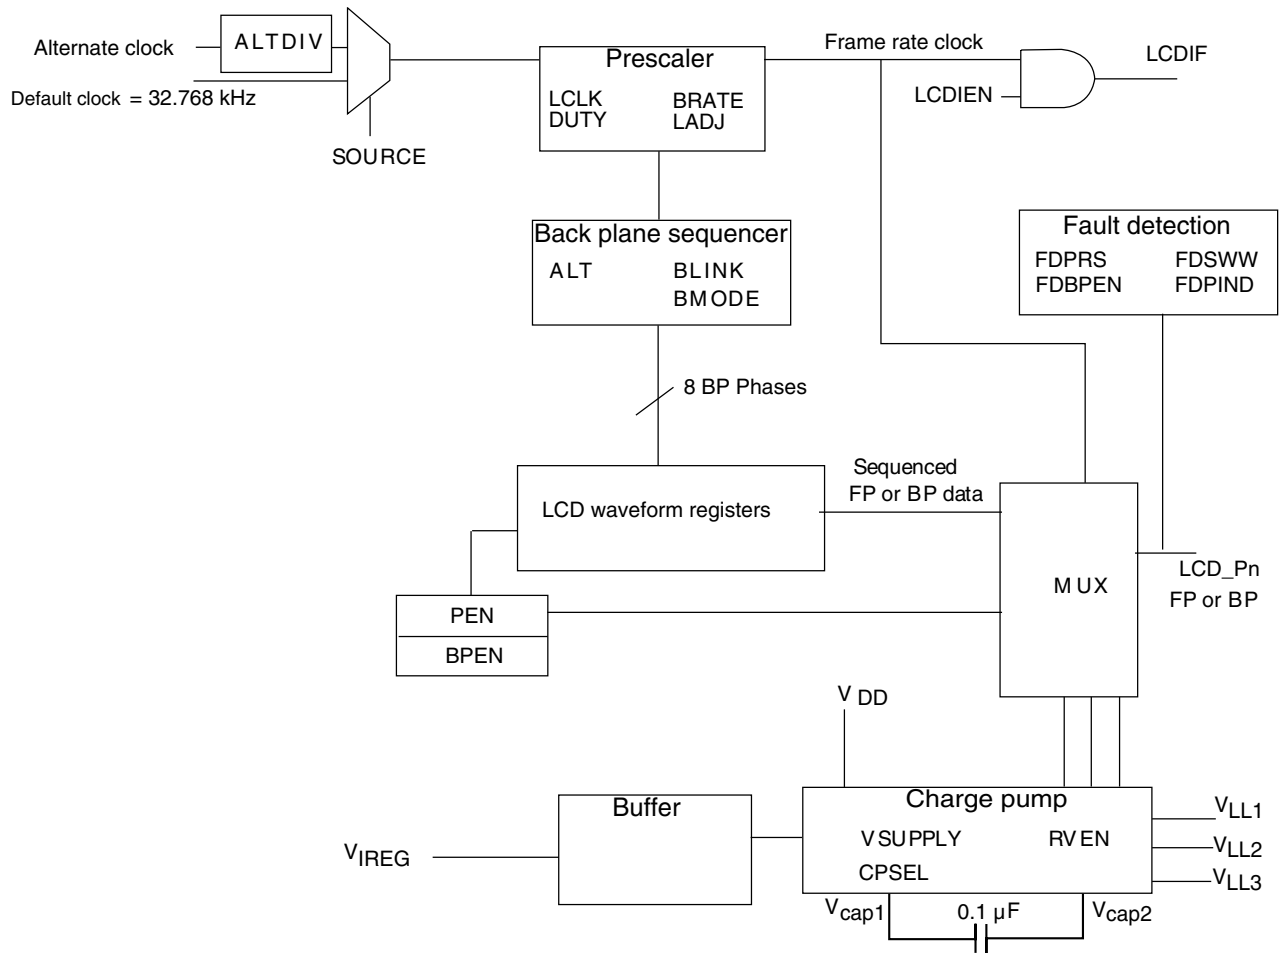 Alternate clock
ALTDIV
Default clock = 32.768 kHz
SOURCE
Prescaler
LCLK
BRATE
DUTY
LADJ
Frame rate clock
LCDIEN
LCDIF
Back plane sequencer
ALT
BLINK
BMODE
Fault detection
FDPRS
FDSWW
FDBPEN
FDPIND
8 BP Phases
LCD waveform registers
Sequenced
FP or BP data
MUX
LCD_Pn
FP or BP
PEN
BPEN
VDD
Buffer
VIREG
Charge pump
VSUPPLY
RVEN
CPSEL
VLL1
VLL2
VLL3
Vcap1
0.1 µF
Vcap2